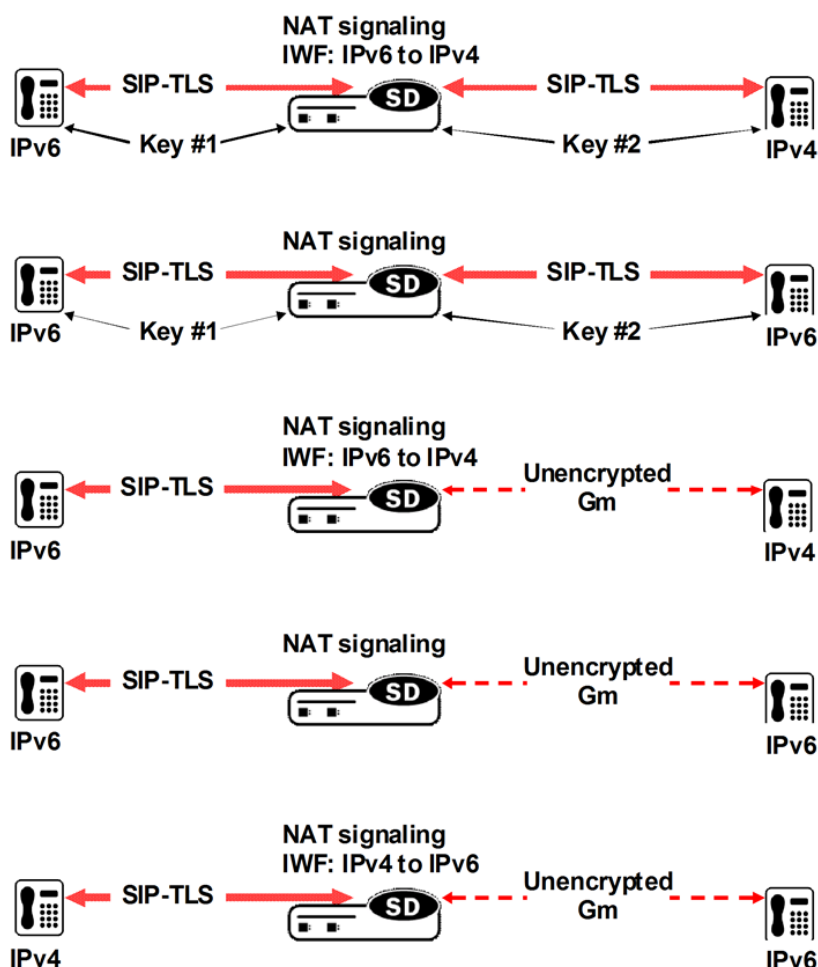 NAT signaling
IWF: IPv6 to IPv4
SIP-TLS
SD
SIP-TLS
IPv6
Key #1
Key #2
IPv4
NAT signaling
SIP-TLS
SD
SIP-TLS
IPv6
Key #1
Key #2
IPv6
NAT signaling
IWF: IPv6 to IPv4
SIP-TLS
SD
Unencrypted
Gm
IPv6
IPv4
NAT signaling
SIP-TLS
SD
Unencrypted
Gm
IPv6
IPv6
NAT signaling
IWF: IPv4 to IPv6
SIP-TLS
SD
Unencrypted
Gm
IPv4
IPv6